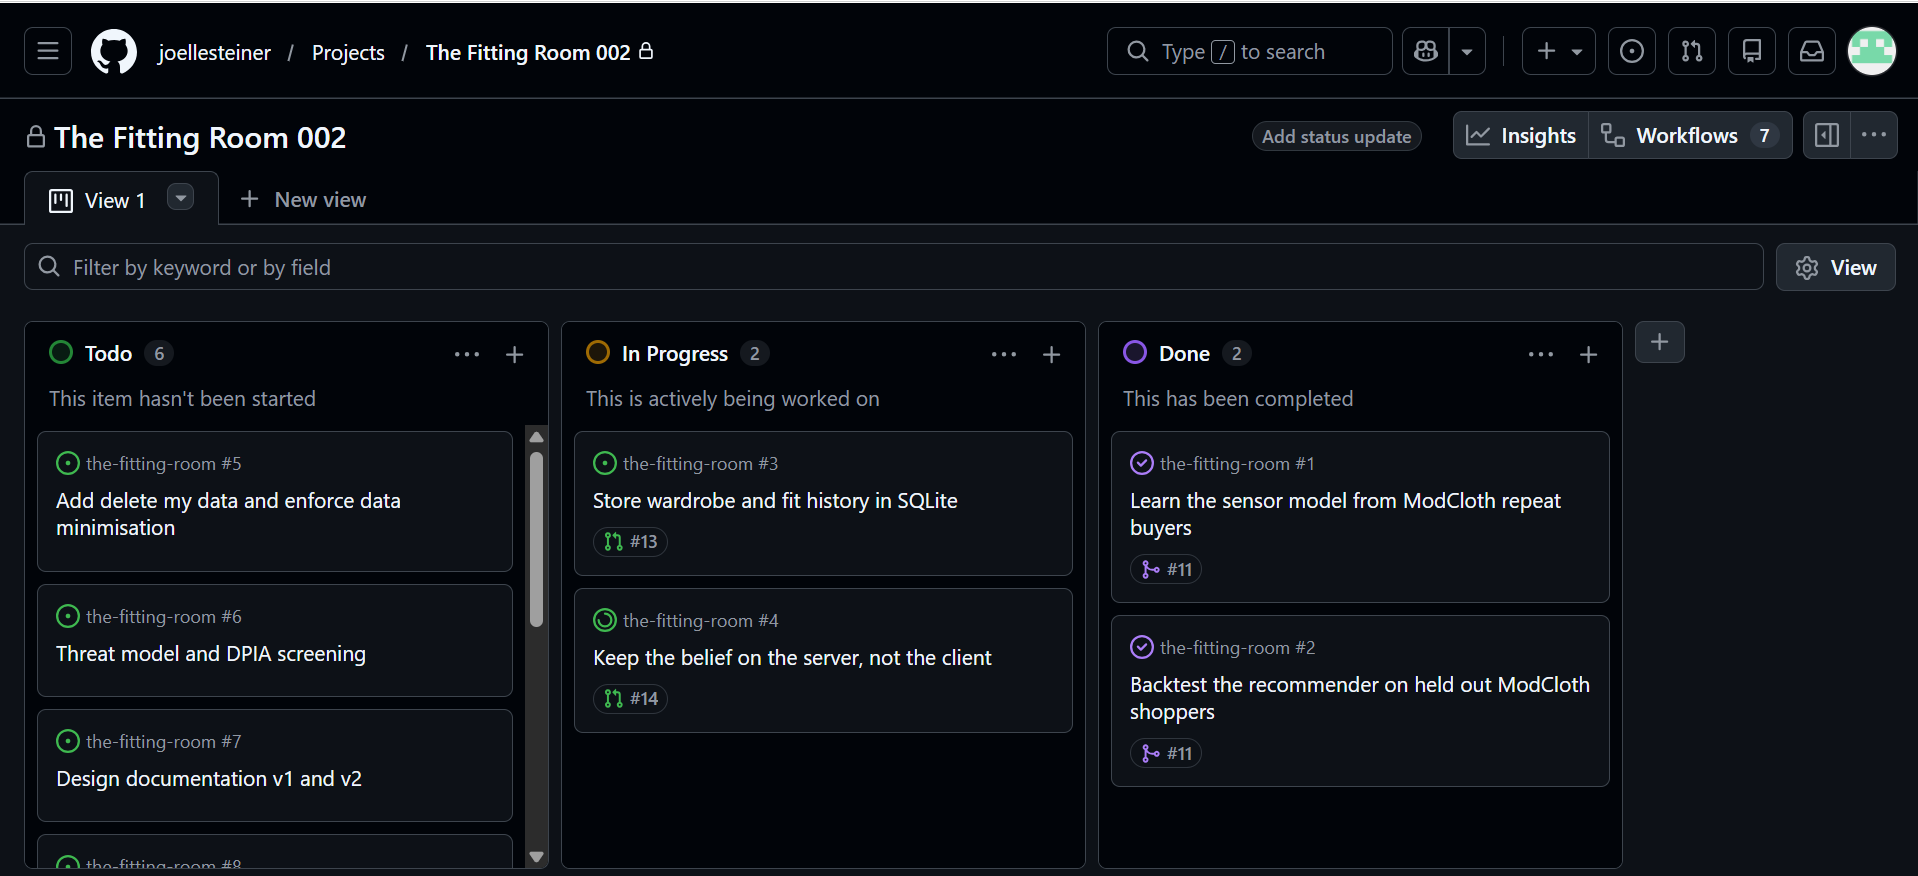 joellesteiner / Projects / The Fitting Room 002
Type / to search
The Fitting Room 002
Add status update
Insights
Workflows 7
View 1
New view
Filter by keyword or by field
View
Todo 6
This item hasn't been started
the-fitting-room #5
Add delete my data and enforce data
minimisation
the-fitting-room #6
Threat model and DPIA screening
the-fitting-room #7
Design documentation v1 and v2
the-fitting-room #8
In Progress 2
This is actively being worked on
the-fitting-room #3
Store wardrobe and fit history in SQLite
#13
the-fitting-room #4
Keep the belief on the server, not the client
#14
Done 2
This has been completed
the-fitting-room #1
Learn the sensor model from ModCloth repeat
buyers
#11
the-fitting-room #2
Backtest the recommender on held out ModCloth
shoppers
#11